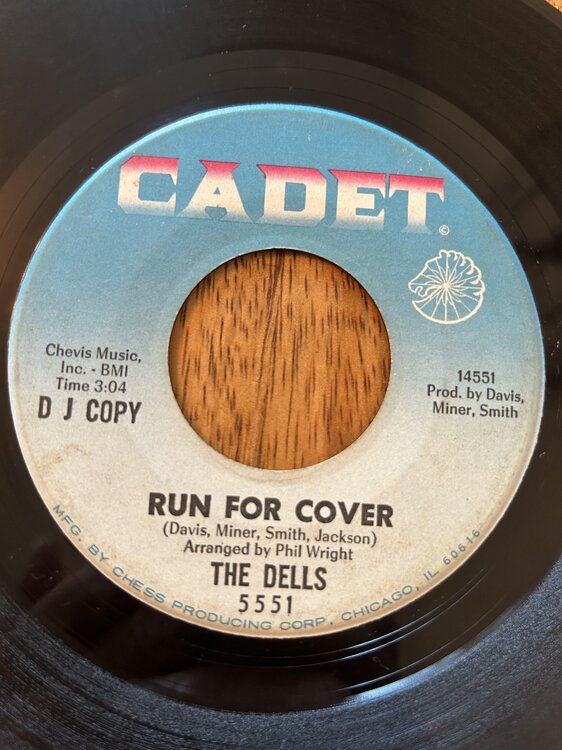 CADET
©
Chevis Music,
Inc. - BMI
Time 3:04
D J COPY
14551
Prod. by Davis,
Miner, Smith
RUN FOR COVER
(Davis, Miner, Smith, Jackson)
Arranged by Phil Wright
THE DELLS
5551
MFG. BY CHESS PRODUCING CORP. CHICAGO, IL 60616